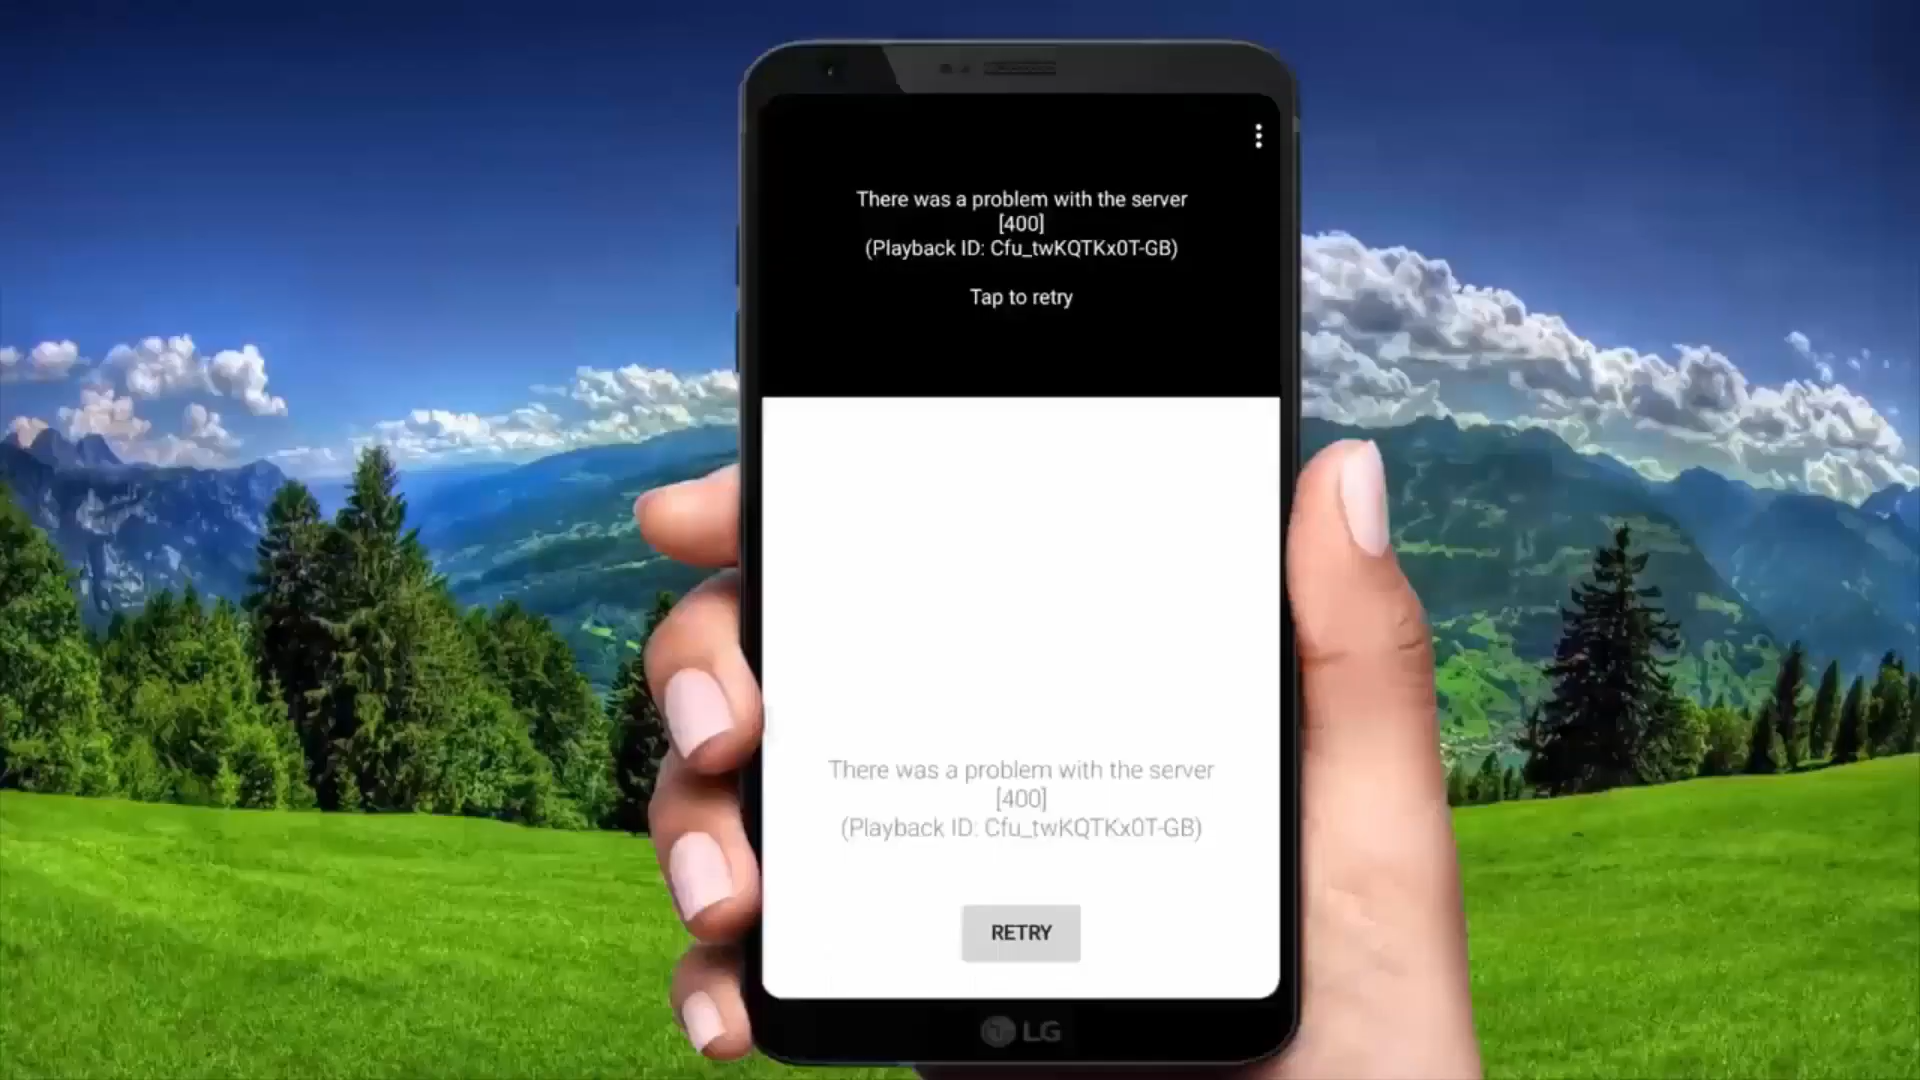 There was a problem with the server
[400]
(Playback ID: Cfu_twKQTKx0T-GB)
Tap to retry
There was a problem with the server
[400]
(Playback ID: Cfu_twKQTKx0T-GB)
RETRY
LG